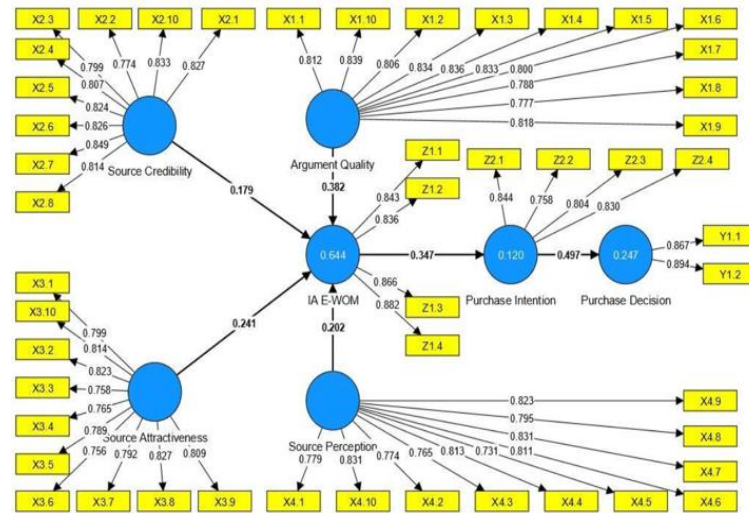 X2.3 X2.2 X2.10 X2.1 X1.1 X1.10 X1.2 X1.3 X1.4 X1.5 X1.6
X2.4
X2.5
X2.6
X2.7
X2.8
0.799 0.774 0.833 0.827
0.807
0.824
0.826
0.849
0.814
Source Credibility
0.812 0.839 0.806 0.834 0.836 0.833 0.800
0.788
0.777
0.818
X1.7
X1.8
X1.9
Argument Quality
0.179
0.382
Z1.1
Z1.2
0.843
0.836
Z2.1 Z2.2 Z2.3 Z2.4
0.844 0.758 0.804 0.830
0.644 0.347 0.120 0.497 0.247
IA E-WOM Purchase Intention Purchase Decision
0.867
0.894
Y1.1
Y1.2
0.866
0.882
Z1.3
Z1.4
0.241
0.202
X3.1
X3.10
X3.2
X3.3
X3.4
X3.5
0.799
0.814
0.823
0.758
0.765
0.789
0.756 0.792 0.827 0.809
Source Attractiveness
X3.6 X3.7 X3.8 X3.9
Source Perception
0.779 0.831 0.774 0.765 0.813 0.731 0.811
0.823
0.795
0.831
X4.9
X4.8
X4.7
X4.1 X4.10 X4.2 X4.3 X4.4 X4.5 X4.6